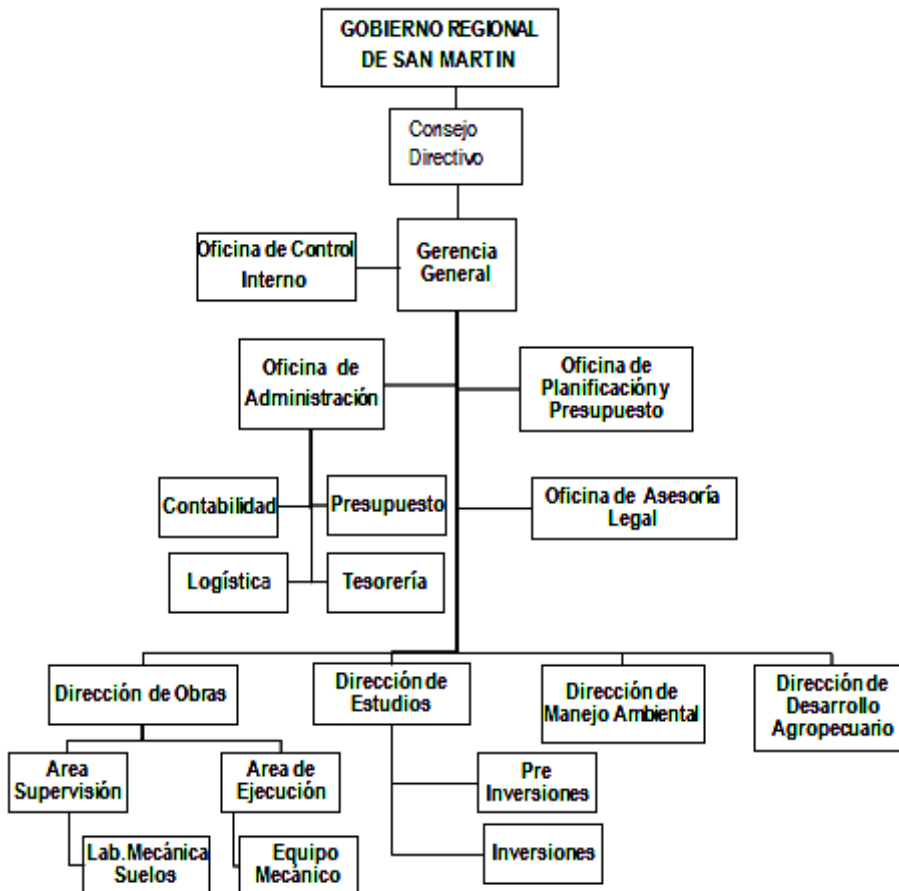 GOBIERNO REGIONAL
DE SAN MARTIN
Consejo
Directivo
Oficina de Control
Interno
Gerencia
General
Oficina de
Administración
Oficina de
Planificación y
Presupuesto
Contabilidad
Presupuesto
Oficina de Asesoría
Legal
Logística
Tesorería
Dirección de Obras
Dirección de
Estudios
Dirección de
Manejo Ambiental
Dirección de
Desarrollo
Agropecuario
Area
Supervisión
Area de
Ejecución
Pre
Inversiones
Lab.Mecánica
Suelos
Equipo
Mecánico
Inversiones